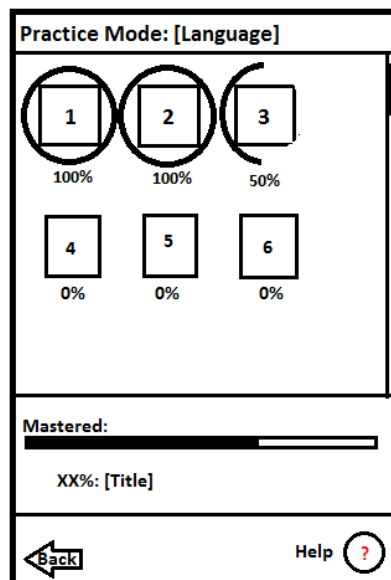 Practice Mode: [Language]
1 2 3
100% 100% 50%
4 5 6
0% 0% 0%
Mastered:
XX%: [Title]
Back Help ?